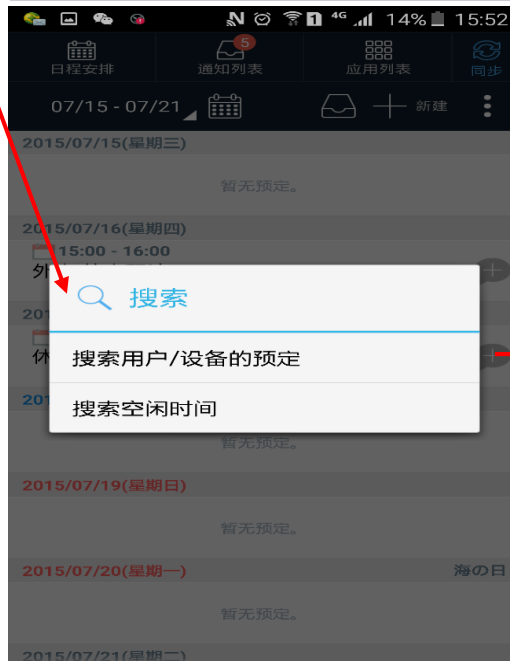 4G 14% 15:52
5
日程安排 通知列表 应用列表 同步
07/15 - 07/21 新建
2015/07/15(星期三)
暂无预定。
2015/07/16(星期四)
15:00 - 16:00
外
搜索
201
休
搜索用户/设备的预定
201
搜索空闲时间
暂无预定。
2015/07/19(星期日)
暂无预定。
2015/07/20(星期一) 海の日
暂无预定。
2015/07/21(星期二)